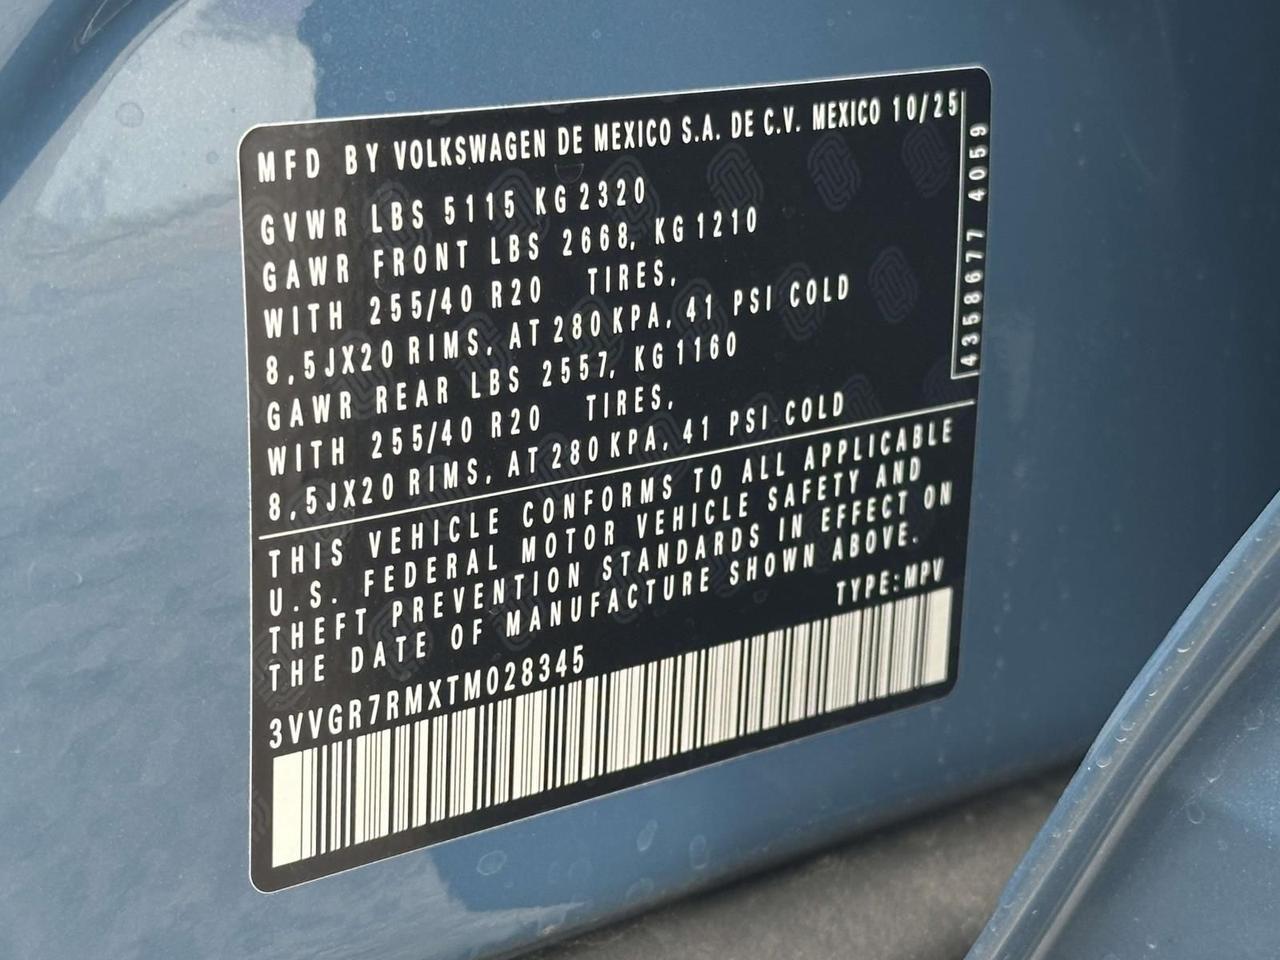 MFD BY VOLKSWAGEN DE MEXICO S.A. DE C.V. MEXICO 10/25
GVWR LBS 5115 KG 2320
GAWR FRONT LBS 2668, KG 1210
WITH 255/40 R20 TIRES,
8,5JX20 RIMS, AT 280 KPA, 41 PSI COLD
GAWR REAR LBS 2557, KG 1160
WITH 255/40 R20 TIRES,
8,5JX20 RIMS, AT 280 KPA, 41 PSI COLD
4358677 4059
THIS VEHICLE CONFORMS TO ALL APPLICABLE
U.S. FEDERAL MOTOR VEHICLE SAFETY AND
THEFT PREVENTION STANDARDS IN EFFECT ON
THE DATE OF MANUFACTURE SHOWN ABOVE.
TYPE:MPV
3VVGR7RMXTM028345